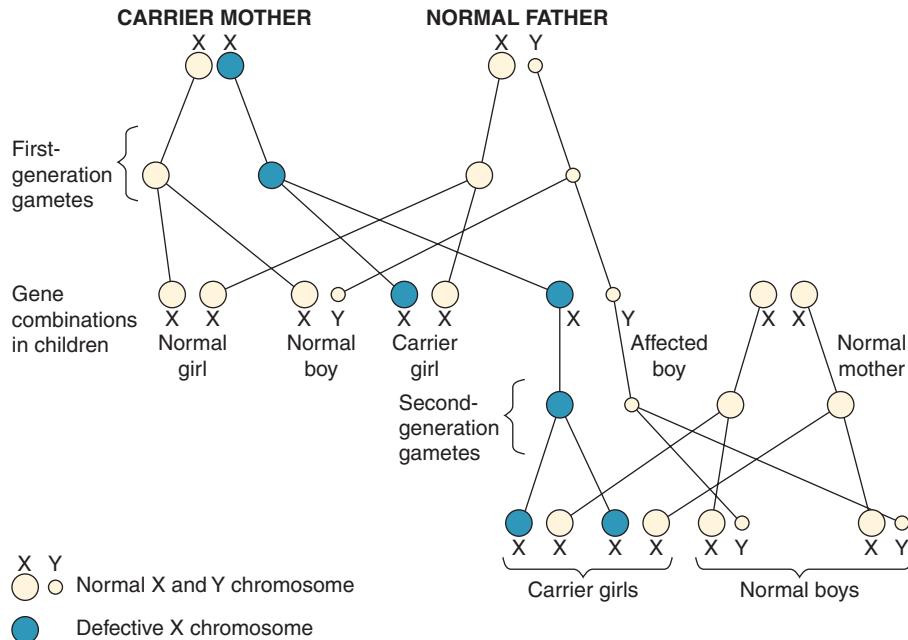 CARRIER MOTHER NORMAL FATHER
X X X Y
First-
generation
gametes
Gene
combinations
in children
X X X Y X X X Y X X
Normal
girl
Normal
boy
Carrier
girl
Affected
boy
Normal
mother
Second-
generation
gametes
X X X X X Y X Y
Carrier girls Normal boys
X Y
Normal X and Y chromosome
Defective X chromosome